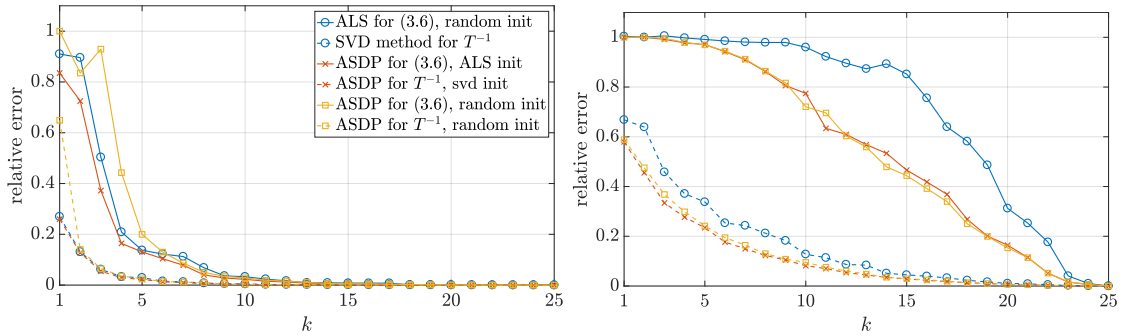 1
0.8
0.6
0.4
0.2
0
relative error
1
5
10
15
20
25
k
ALS for (3.6), random init
SVD method for T⁻¹
ASDP for (3.6), ALS init
ASDP for T⁻¹, svd init
ASDP for (3.6), random init
ASDP for T⁻¹, random init
1
0.8
0.6
0.4
0.2
0
relative error
1
5
10
15
20
25
k